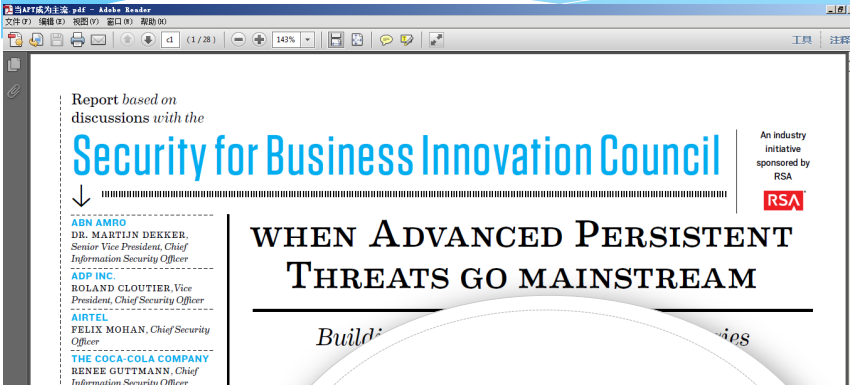 当APT成为主流.pdf - Adobe Reader
文件(F) 编辑(E) 视图(V) 窗口(W) 帮助(H)
c1 (1 / 28) 143% 工具 注释
Report based on
discussions with the
Security for Business Innovation Council
An industry
initiative
sponsored by
RSA
RSA
ABN AMRO
DR. MARTIJN DEKKER,
Senior Vice President, Chief
Information Security Officer
ADP INC.
ROLAND CLOUTIER, Vice
President, Chief Security Officer
AIRTEL
FELIX MOHAN, Chief Security
Officer
THE COCA-COLA COMPANY
RENEE GUTTMANN, Chief
Information Security Officer
WHEN ADVANCED PERSISTENT
THREATS GO MAINSTREAM